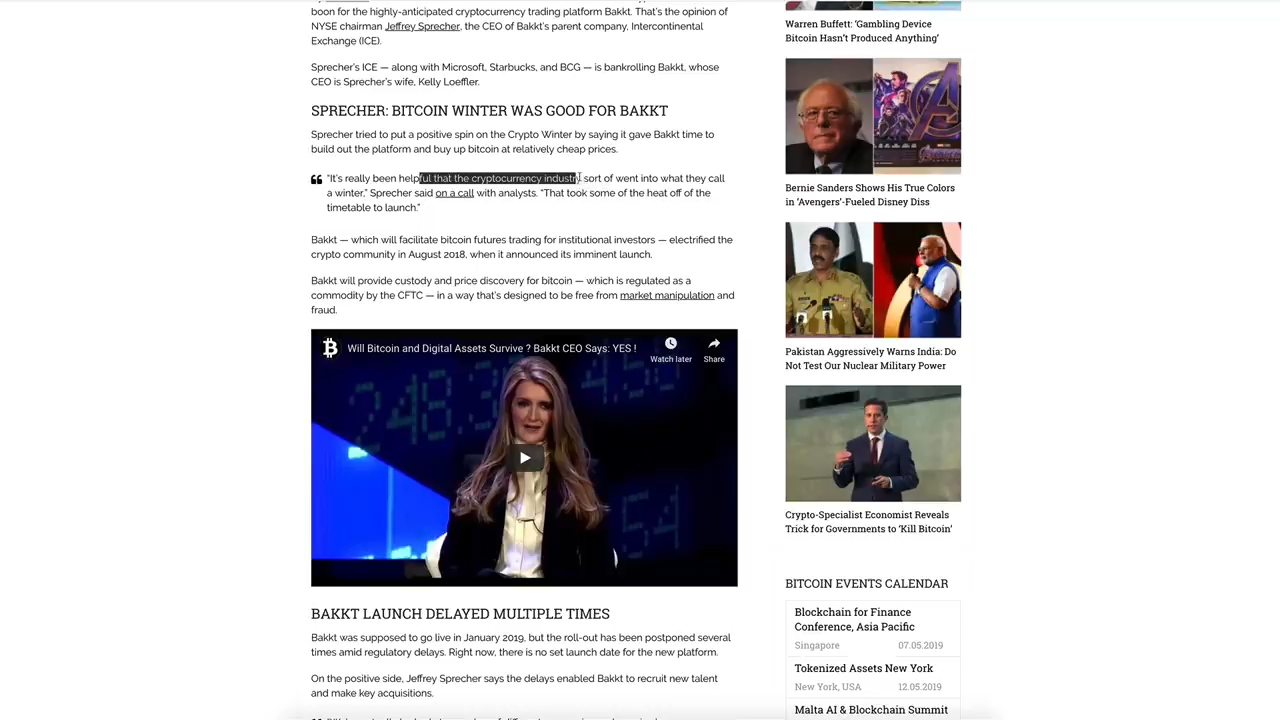 boon for the highly-anticipated cryptocurrency trading platform Bakkt. That's the opinion of
NYSE chairman Jeffrey Sprecher, the CEO of Bakkt's parent company, Intercontinental
Exchange (ICE).
Sprecher's ICE — along with Microsoft, Starbucks, and BCG — is bankrolling Bakkt, whose
CEO is Sprecher's wife, Kelly Loeffler.
SPRECHER: BITCOIN WINTER WAS GOOD FOR BAKKT
Sprecher tried to put a positive spin on the Crypto Winter by saying it gave Bakkt time to
build out the platform and buy up bitcoin at relatively cheap prices.
"It's really been helpful that the cryptocurrency industry sort of went into what they call
a winter," Sprecher said on a call with analysts. "That took some of the heat off of the
timetable to launch."
Bakkt — which will facilitate bitcoin futures trading for institutional investors — electrified the
crypto community in August 2018, when it announced its imminent launch.
Bakkt will provide custody and price discovery for bitcoin — which is regulated as a
commodity by the CFTC — in a way that's designed to be free from market manipulation and
fraud.
Will Bitcoin and Digital Assets Survive ? Bakkt CEO Says: YES !
Watch later
Share
BAKKT LAUNCH DELAYED MULTIPLE TIMES
Bakkt was supposed to go live in January 2019, but the roll-out has been postponed several
times amid regulatory delays. Right now, there is no set launch date for the new platform.
On the positive side, Jeffrey Sprecher says the delays enabled Bakkt to recruit new talent
and make key acquisitions.
Warren Buffett: 'Gambling Device
Bitcoin Hasn't Produced Anything'
Bernie Sanders Shows His True Colors
in 'Avengers'-Fueled Disney Diss
Pakistan Aggressively Warns India: Do
Not Test Our Nuclear Military Power
Crypto-Specialist Economist Reveals
Trick for Governments to 'Kill Bitcoin'
BITCOIN EVENTS CALENDAR
Blockchain for Finance
Conference, Asia Pacific
Singapore 07.05.2019
Tokenized Assets New York
New York, USA 12.05.2019
Malta AI & Blockchain Summit